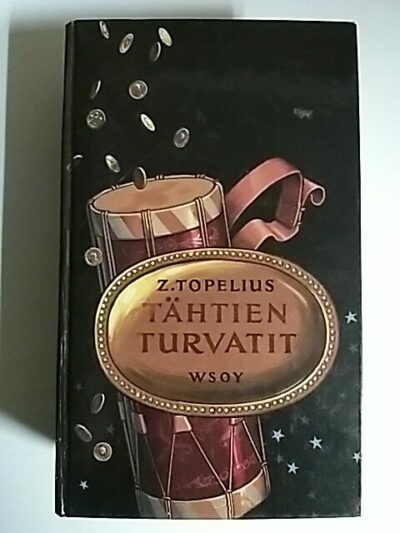 Z. TOPELIUS
TÄHTIEN
TURVATIT
WSOY